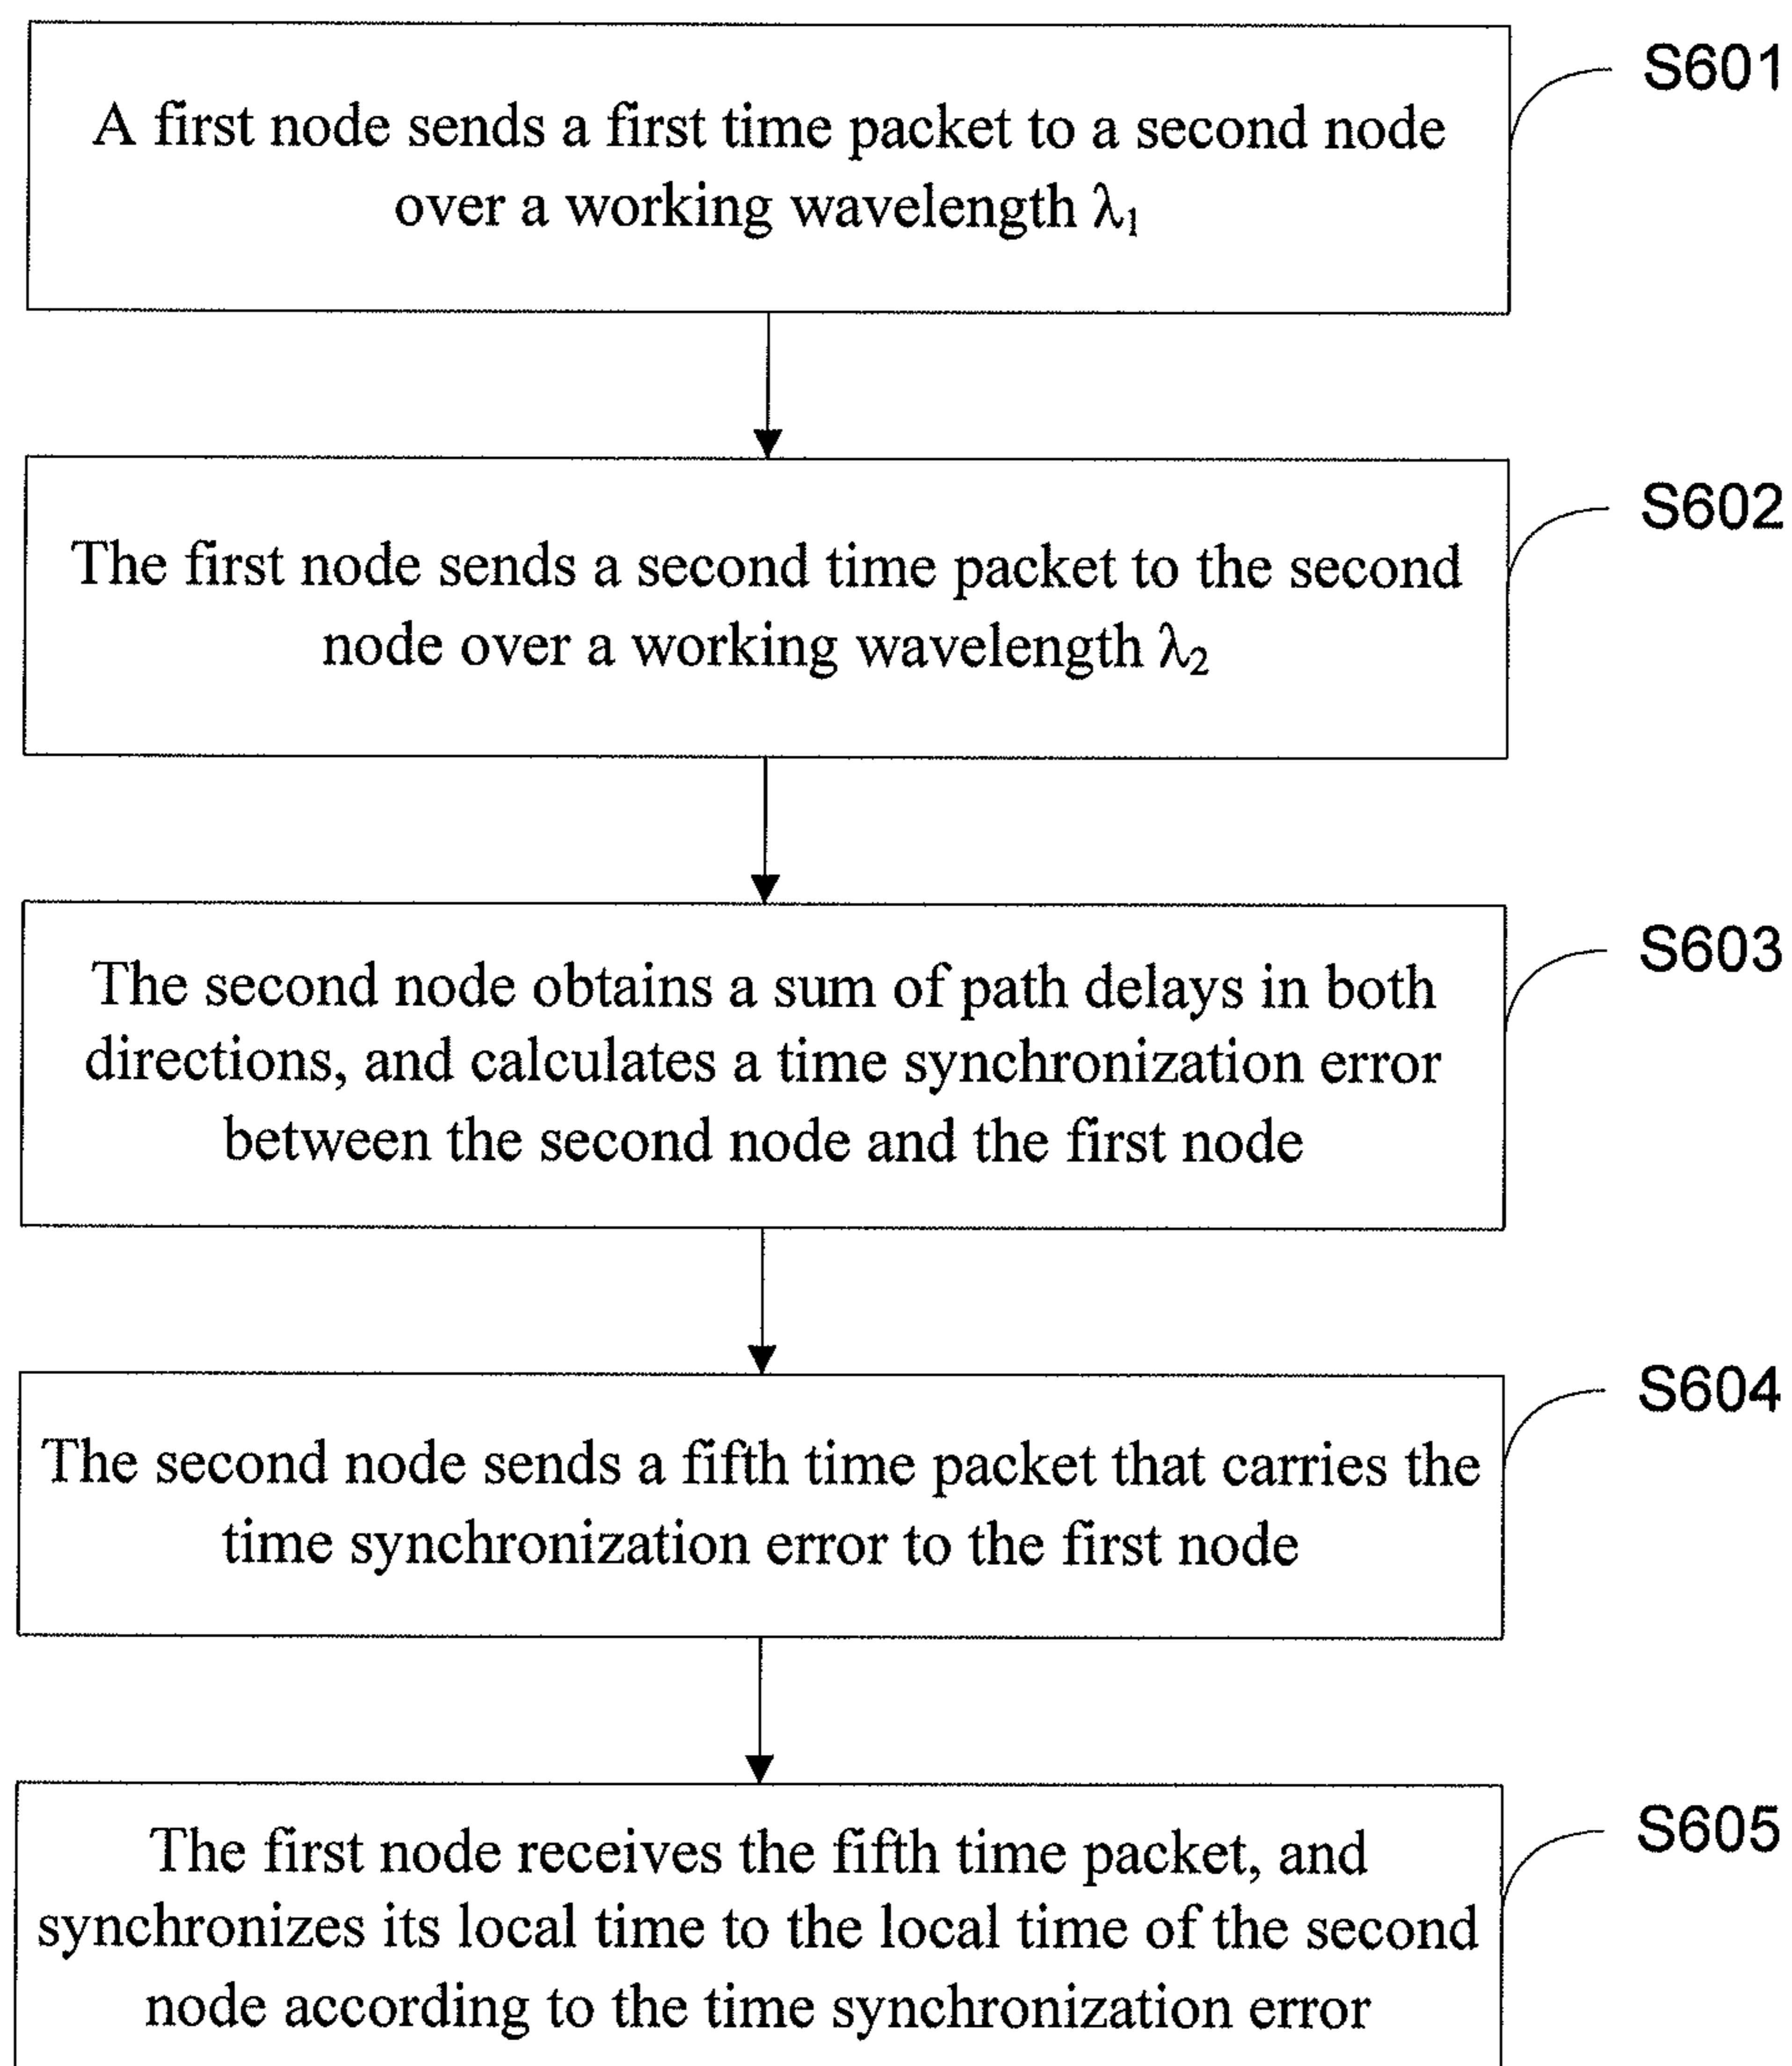 S601
A first node sends a first time packet to a second node
over a working wavelength λ₁
S602
The first node sends a second time packet to the second
node over a working wavelength λ₂
S603
The second node obtains a sum of path delays in both
directions, and calculates a time synchronization error
between the second node and the first node
S604
The second node sends a fifth time packet that carries the
time synchronization error to the first node
S605
The first node receives the fifth time packet, and
synchronizes its local time to the local time of the second
node according to the time synchronization error